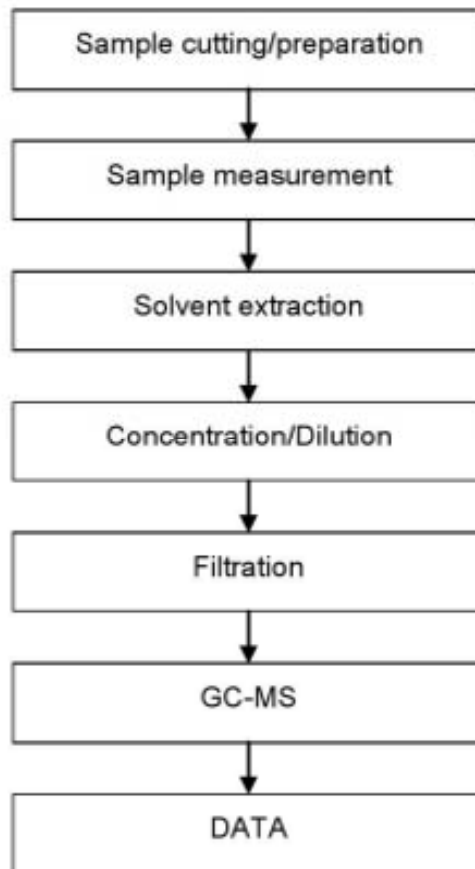 Sample cutting/preparation
Sample measurement
Solvent extraction
Concentration/Dilution
Filtration
GC-MS
DATA